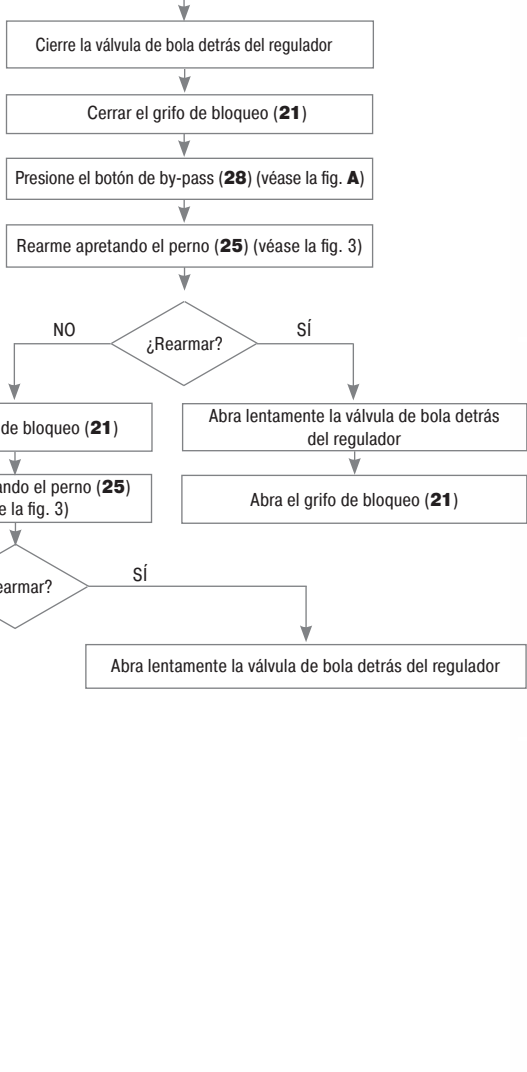 Cierre la válvula de bola detrás del regulador
Cerrar el grifo de bloqueo (21)
Presione el botón de by-pass (28) (véase la fig. A)
Rearme apretando el perno (25) (véase la fig. 3)
NO
¿Rearmar?
SÍ
de bloqueo (21)
Abra lentamente la válvula de bola detrás
del regulador
ando el perno (25)
e la fig. 3)
Abra el grifo de bloqueo (21)
earmar?
SÍ
Abra lentamente la válvula de bola detrás del regulador